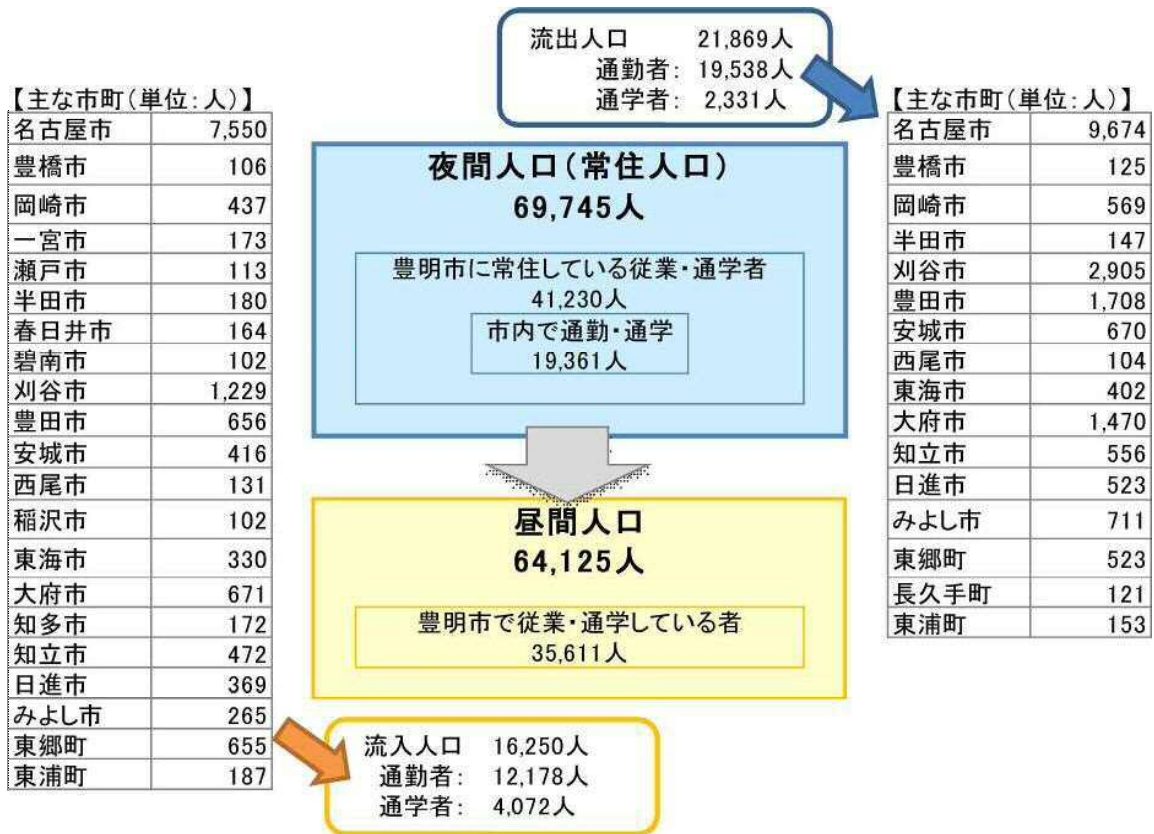 流出人口 21,869人
通勤者: 19,538人
通学者: 2,331人
【主な市町(単位:人)】
名古屋市 7,550
豊橋市 106
岡崎市 437
一宮市 173
瀬戸市 113
半田市 180
春日井市 164
碧南市 102
刈谷市 1,229
豊田市 656
安城市 416
西尾市 131
稲沢市 102
東海市 330
大府市 671
知多市 172
知立市 472
日進市 369
みよし市 265
東郷町 655
東浦町 187
夜間人口(常住人口)
69,745人
豊明市に常住している従業・通学者
41,230人
市内で通勤・通学
19,361人
昼間人口
64,125人
豊明市で従業・通学している者
35,611人
流入人口 16,250人
通勤者: 12,178人
通学者: 4,072人
【主な市町(単位:人)】
名古屋市 9,674
豊橋市 125
岡崎市 569
半田市 147
刈谷市 2,905
豊田市 1,708
安城市 670
西尾市 104
東海市 402
大府市 1,470
知立市 556
日進市 523
みよし市 711
東郷町 523
長久手町 121
東浦町 153